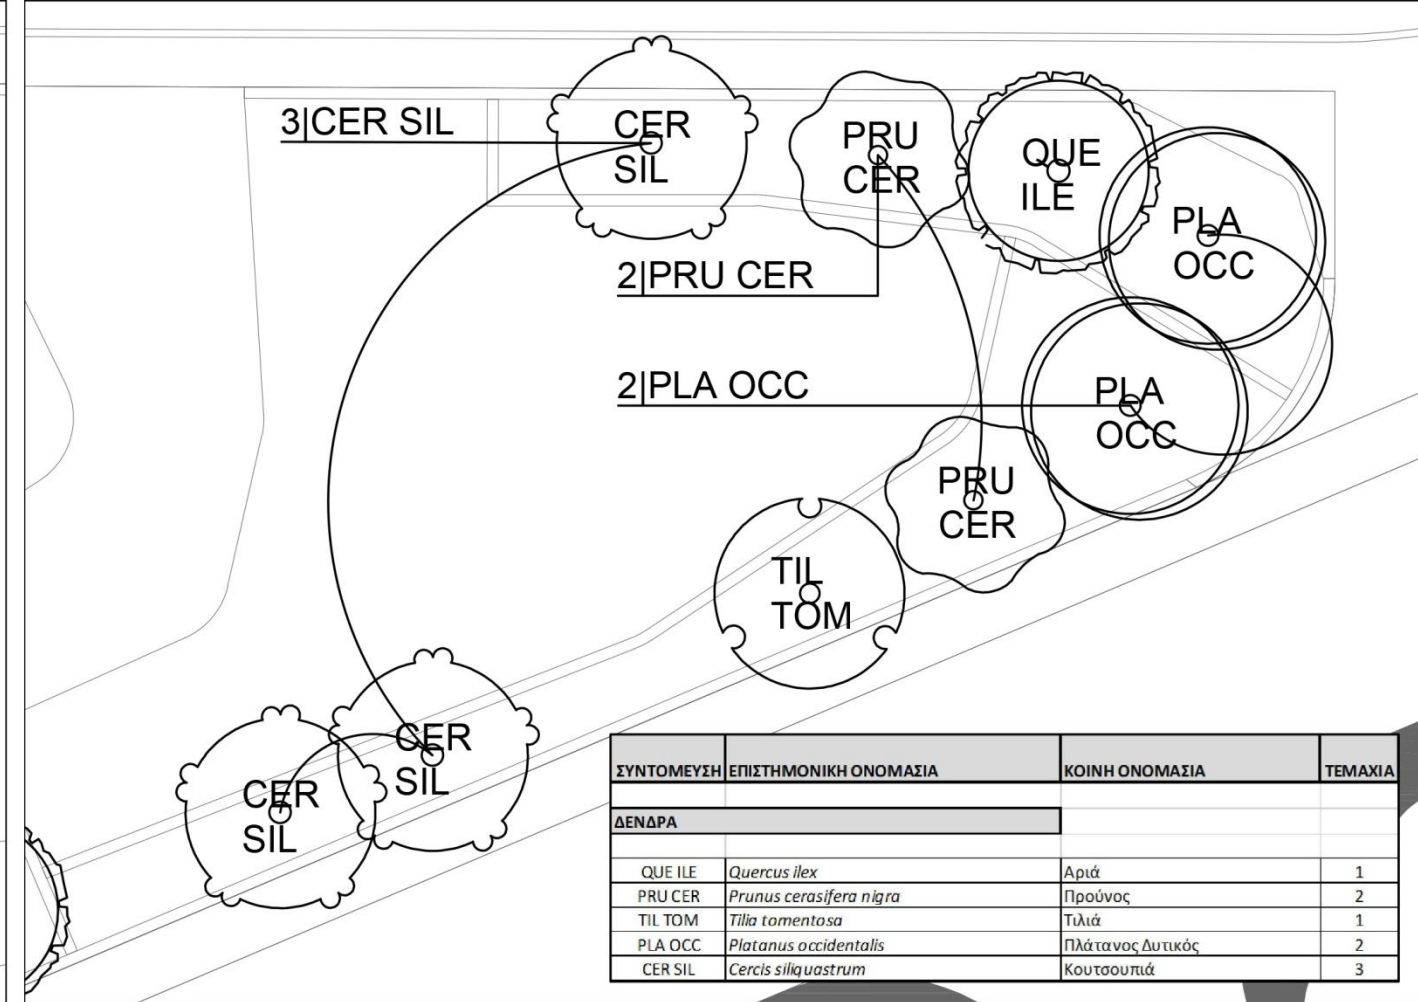 3|CER SIL
CER
SIL
PRU
CER
QUE
ILE
PLA
OCC
2|PRU CER
2|PLA OCC
PLA
OCC
PRU
CER
TIL
TOM
CER
SIL
CER
SIL
ΣΥΝΤΟΜΕΥΣΗ ΕΠΙΣΤΗΜΟΝΙΚΗ ΟΝΟΜΑΣΙΑ ΚΟΙΝΗ ΟΝΟΜΑΣΙΑ ΤΕΜΑΧΙΑ
ΔΕΝΔΡΑ
QUE ILE Quercus ilex Αριά 1
PRU CER Prunus cerasifera nigra Προύνος 2
TIL TOM Tilia tomentosa Τιλιά 1
PLA OCC Platanus occidentalis Πλάτανος Δυτικός 2
CER SIL Cercis siliquastrum Κουτσουπιά 3